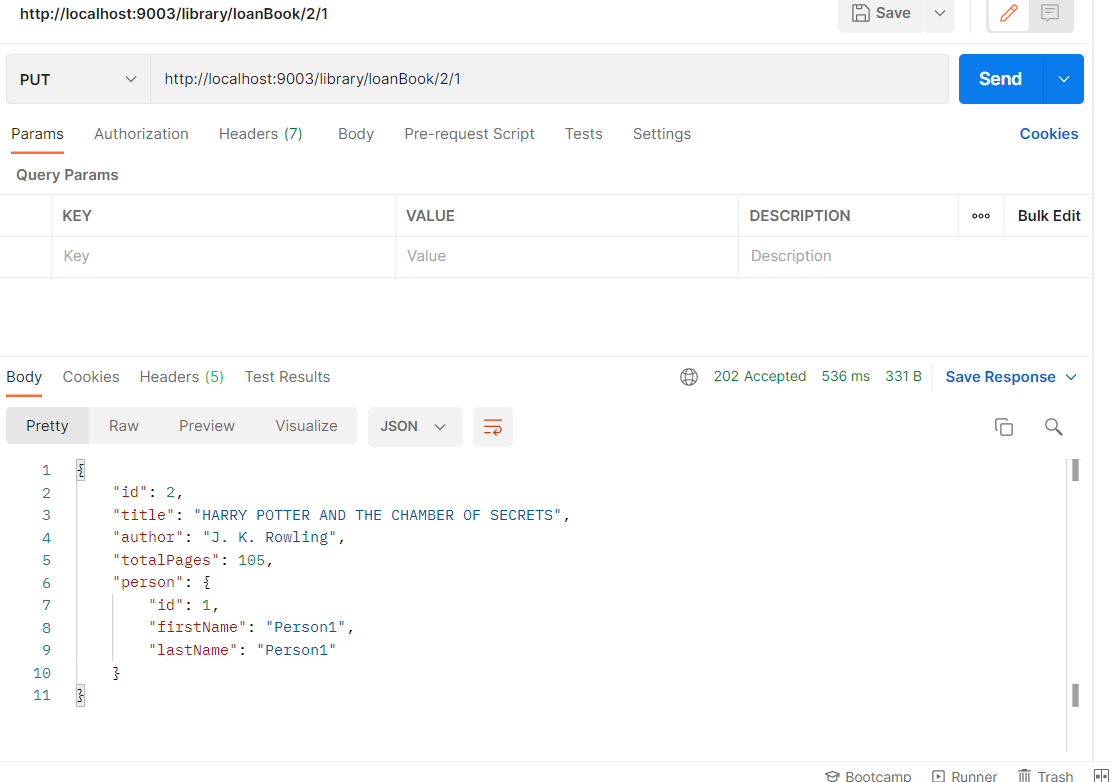 http://localhost:9003/library/loanBook/2/1 Save
PUT http://localhost:9003/library/loanBook/2/1 Send
Params Authorization Headers (7) Body Pre-request Script Tests Settings Cookies
Query Params
KEY VALUE DESCRIPTION ooo Bulk Edit
Key Value Description
Body Cookies Headers (5) Test Results 202 Accepted 536 ms 331 B Save Response
Pretty Raw Preview Visualize JSON
1 {
2 "id": 2,
3 "title": "HARRY POTTER AND THE CHAMBER OF SECRETS",
4 "author": "J. K. Rowling",
5 "totalPages": 105,
6 "person": {
7 "id": 1,
8 "firstName": "Person1",
9 "lastName": "Person1"
10 }
11 }
Bootcamp Runner Trash